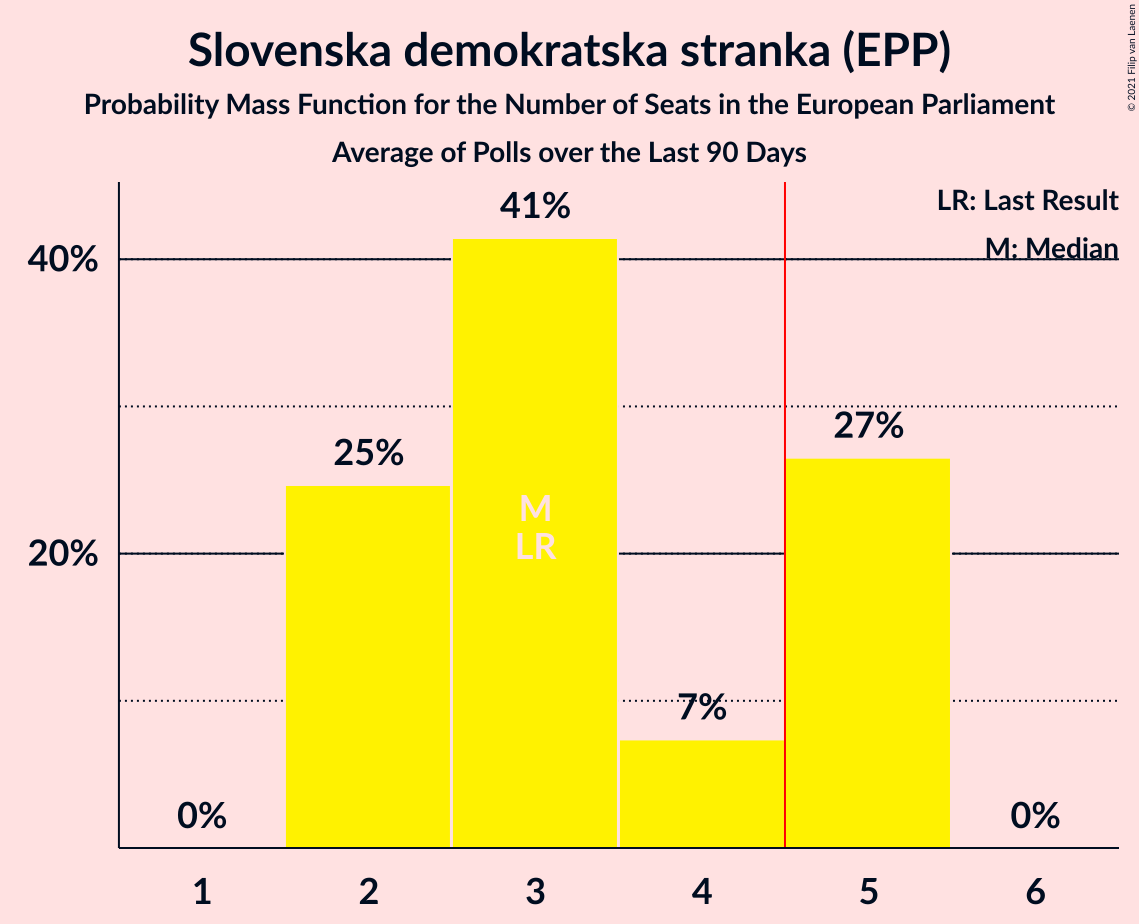 Slovenska demokratska stranka (EPP)
Probability Mass Function for the Number of Seats in the European Parliament
Average of Polls over the Last 90 Days
© 2021 Filip van Laenen
LR: Last Result
M: Median
40%
20%
0%
25%
41%
7%
27%
0%
M
LR
1 2 3 4 5 6